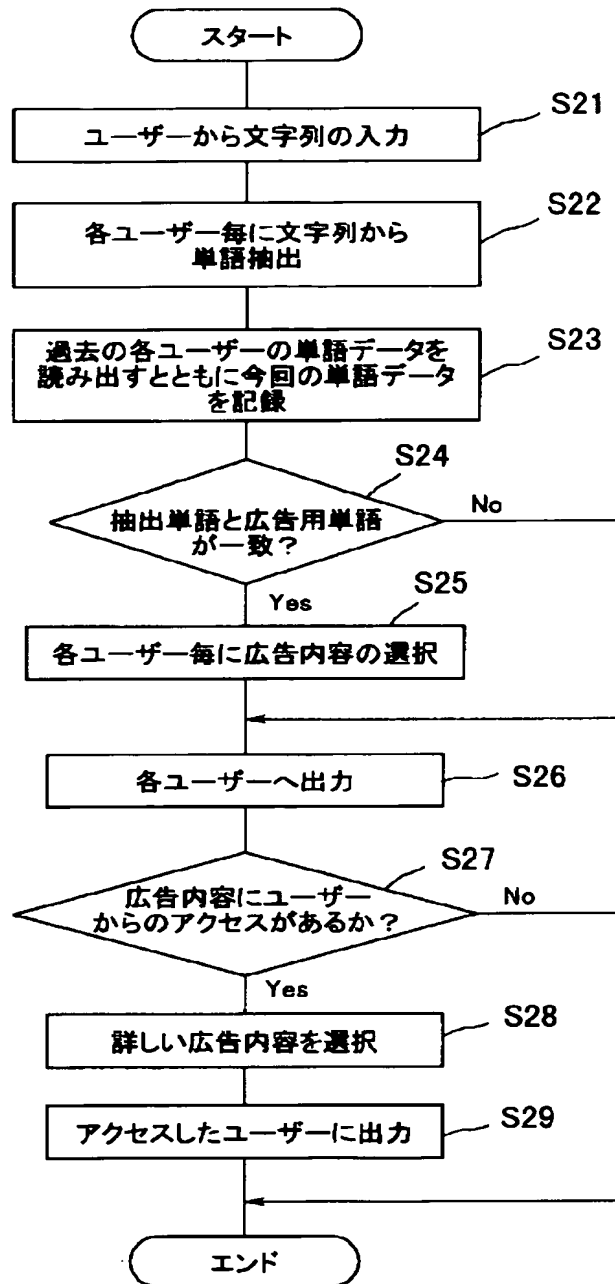 スタート
S21
ユーザーから文字列の入力
S22
各ユーザー毎に文字列から
単語抽出
S23
過去の各ユーザーの単語データを
読み出すとともに今回の単語データ
を記録
S24
抽出単語と広告用単語
が一致？
No
Yes
S25
各ユーザー毎に広告内容の選択
各ユーザーへ出力
S26
S27
広告内容にユーザー
からのアクセスがあるか？
No
Yes
詳しい広告内容を選択
S28
アクセスしたユーザーに出力
S29
エンド